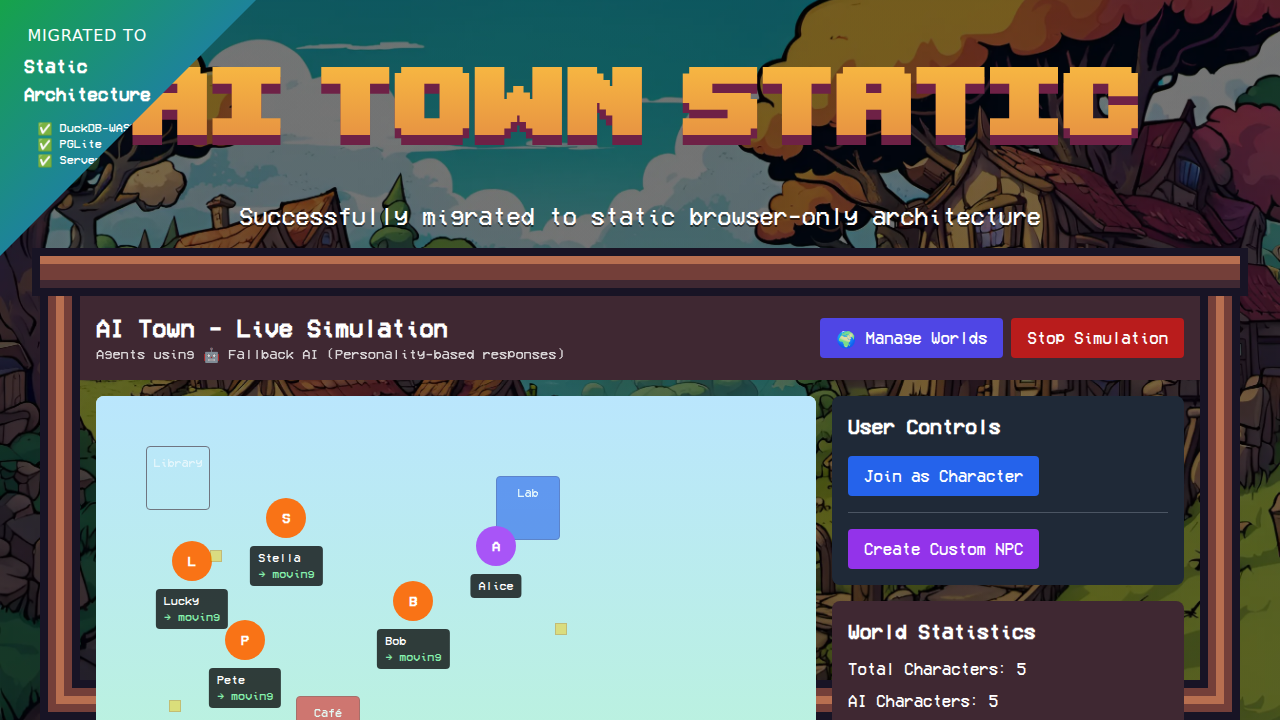 MIGRATED TO
Static
Architecture
✅ DuckDB-WAS
✅ PGLite
✅ Server
AI TOWN STATIC
Successfully migrated to static browser-only architecture
AI Town - Live Simulation
Agents using 🤖 Fallback AI (Personality-based responses)
🌍 Manage Worlds
Stop Simulation
Library
Lab
S
Stella
→ moving
A
Alice
L
Lucky
→ moving
B
Bob
→ moving
P
Pete
→ moving
Café
User Controls
Join as Character
Create Custom NPC
World Statistics
Total Characters: 5
AI Characters: 5